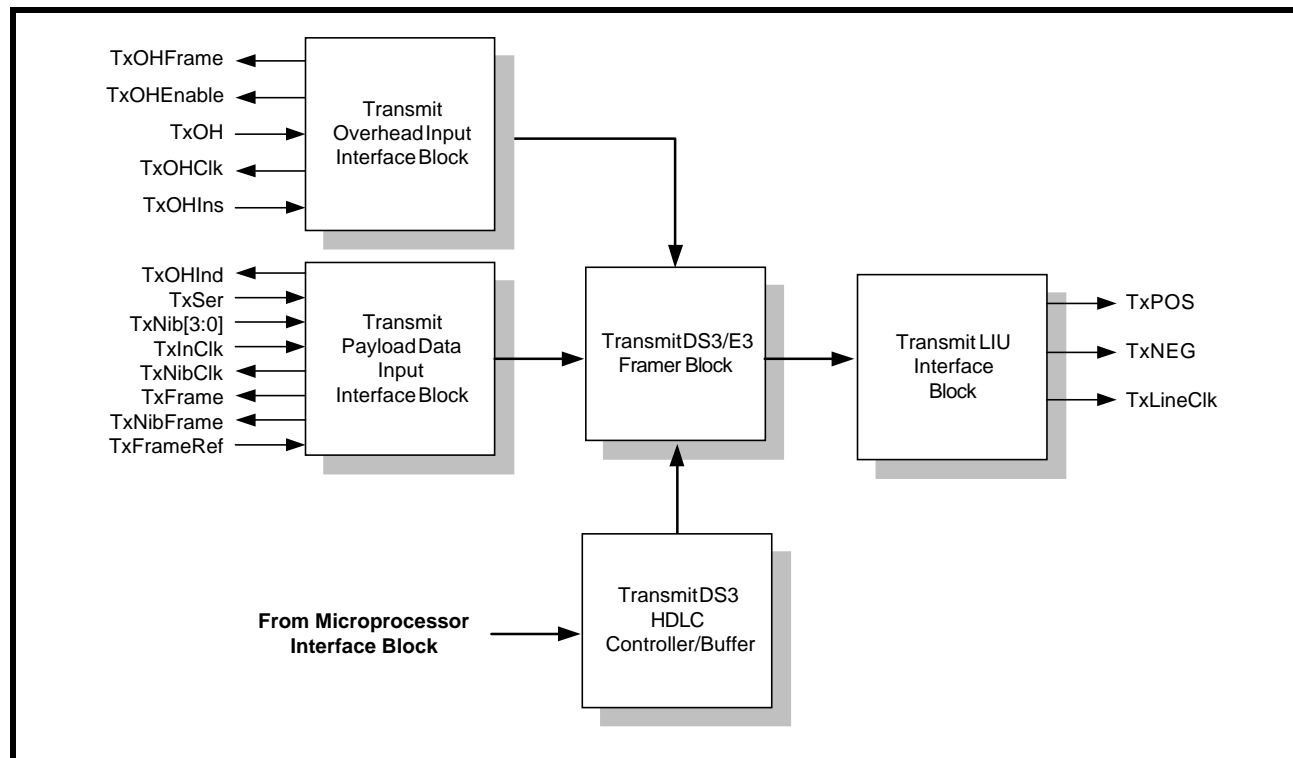 TxOHFrame
TxOHEnable
TxOH
TxOHClk
TxOHIns
Transmit
Overhead Input
Interface Block
TxOHInd
TxSer
TxNib[3:0]
TxInClk
TxNibClk
TxFrame
TxNibFrame
TxFrameRef
Transmit
Payload Data
Input
Interface Block
Transmit DS3/E3
Framer Block
Transmit LIU
Interface
Block
TxPOS
TxNEG
TxLineClk
From Microprocessor
Interface Block
Transmit DS3
HDLC
Controller/Buffer